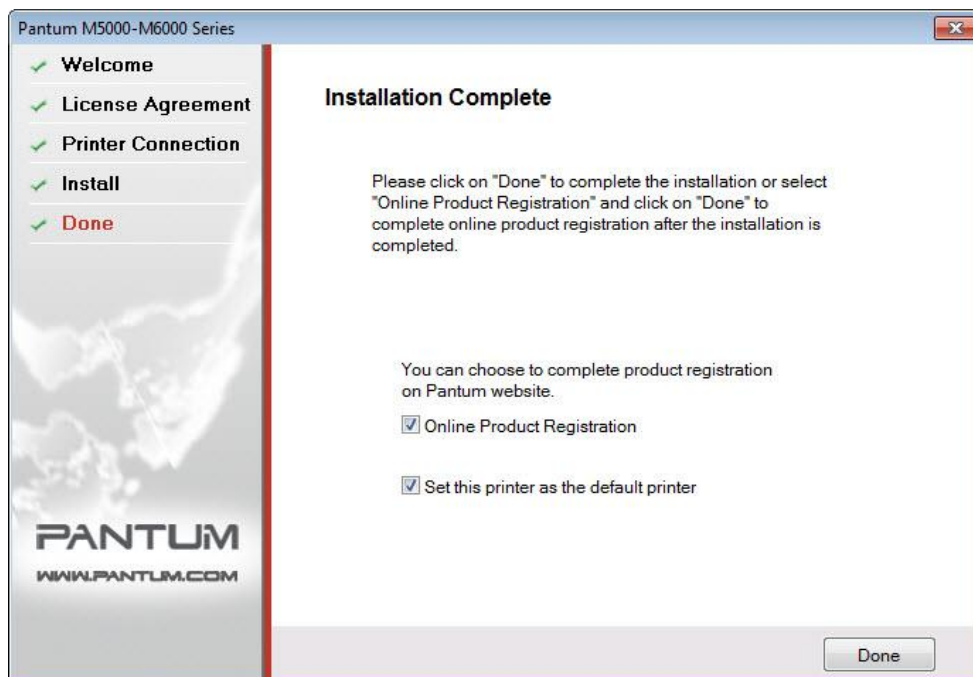 Pantum M5000-M6000 Series
Welcome
License Agreement
Printer Connection
Install
Done
Installation Complete
Please click on "Done" to complete the installation or select
"Online Product Registration" and click on "Done" to
complete online product registration after the installation is
completed.
You can choose to complete product registration
on Pantum website.
Online Product Registration
Set this printer as the default printer
PANTUM
WWW.PANTUM.COM
Done